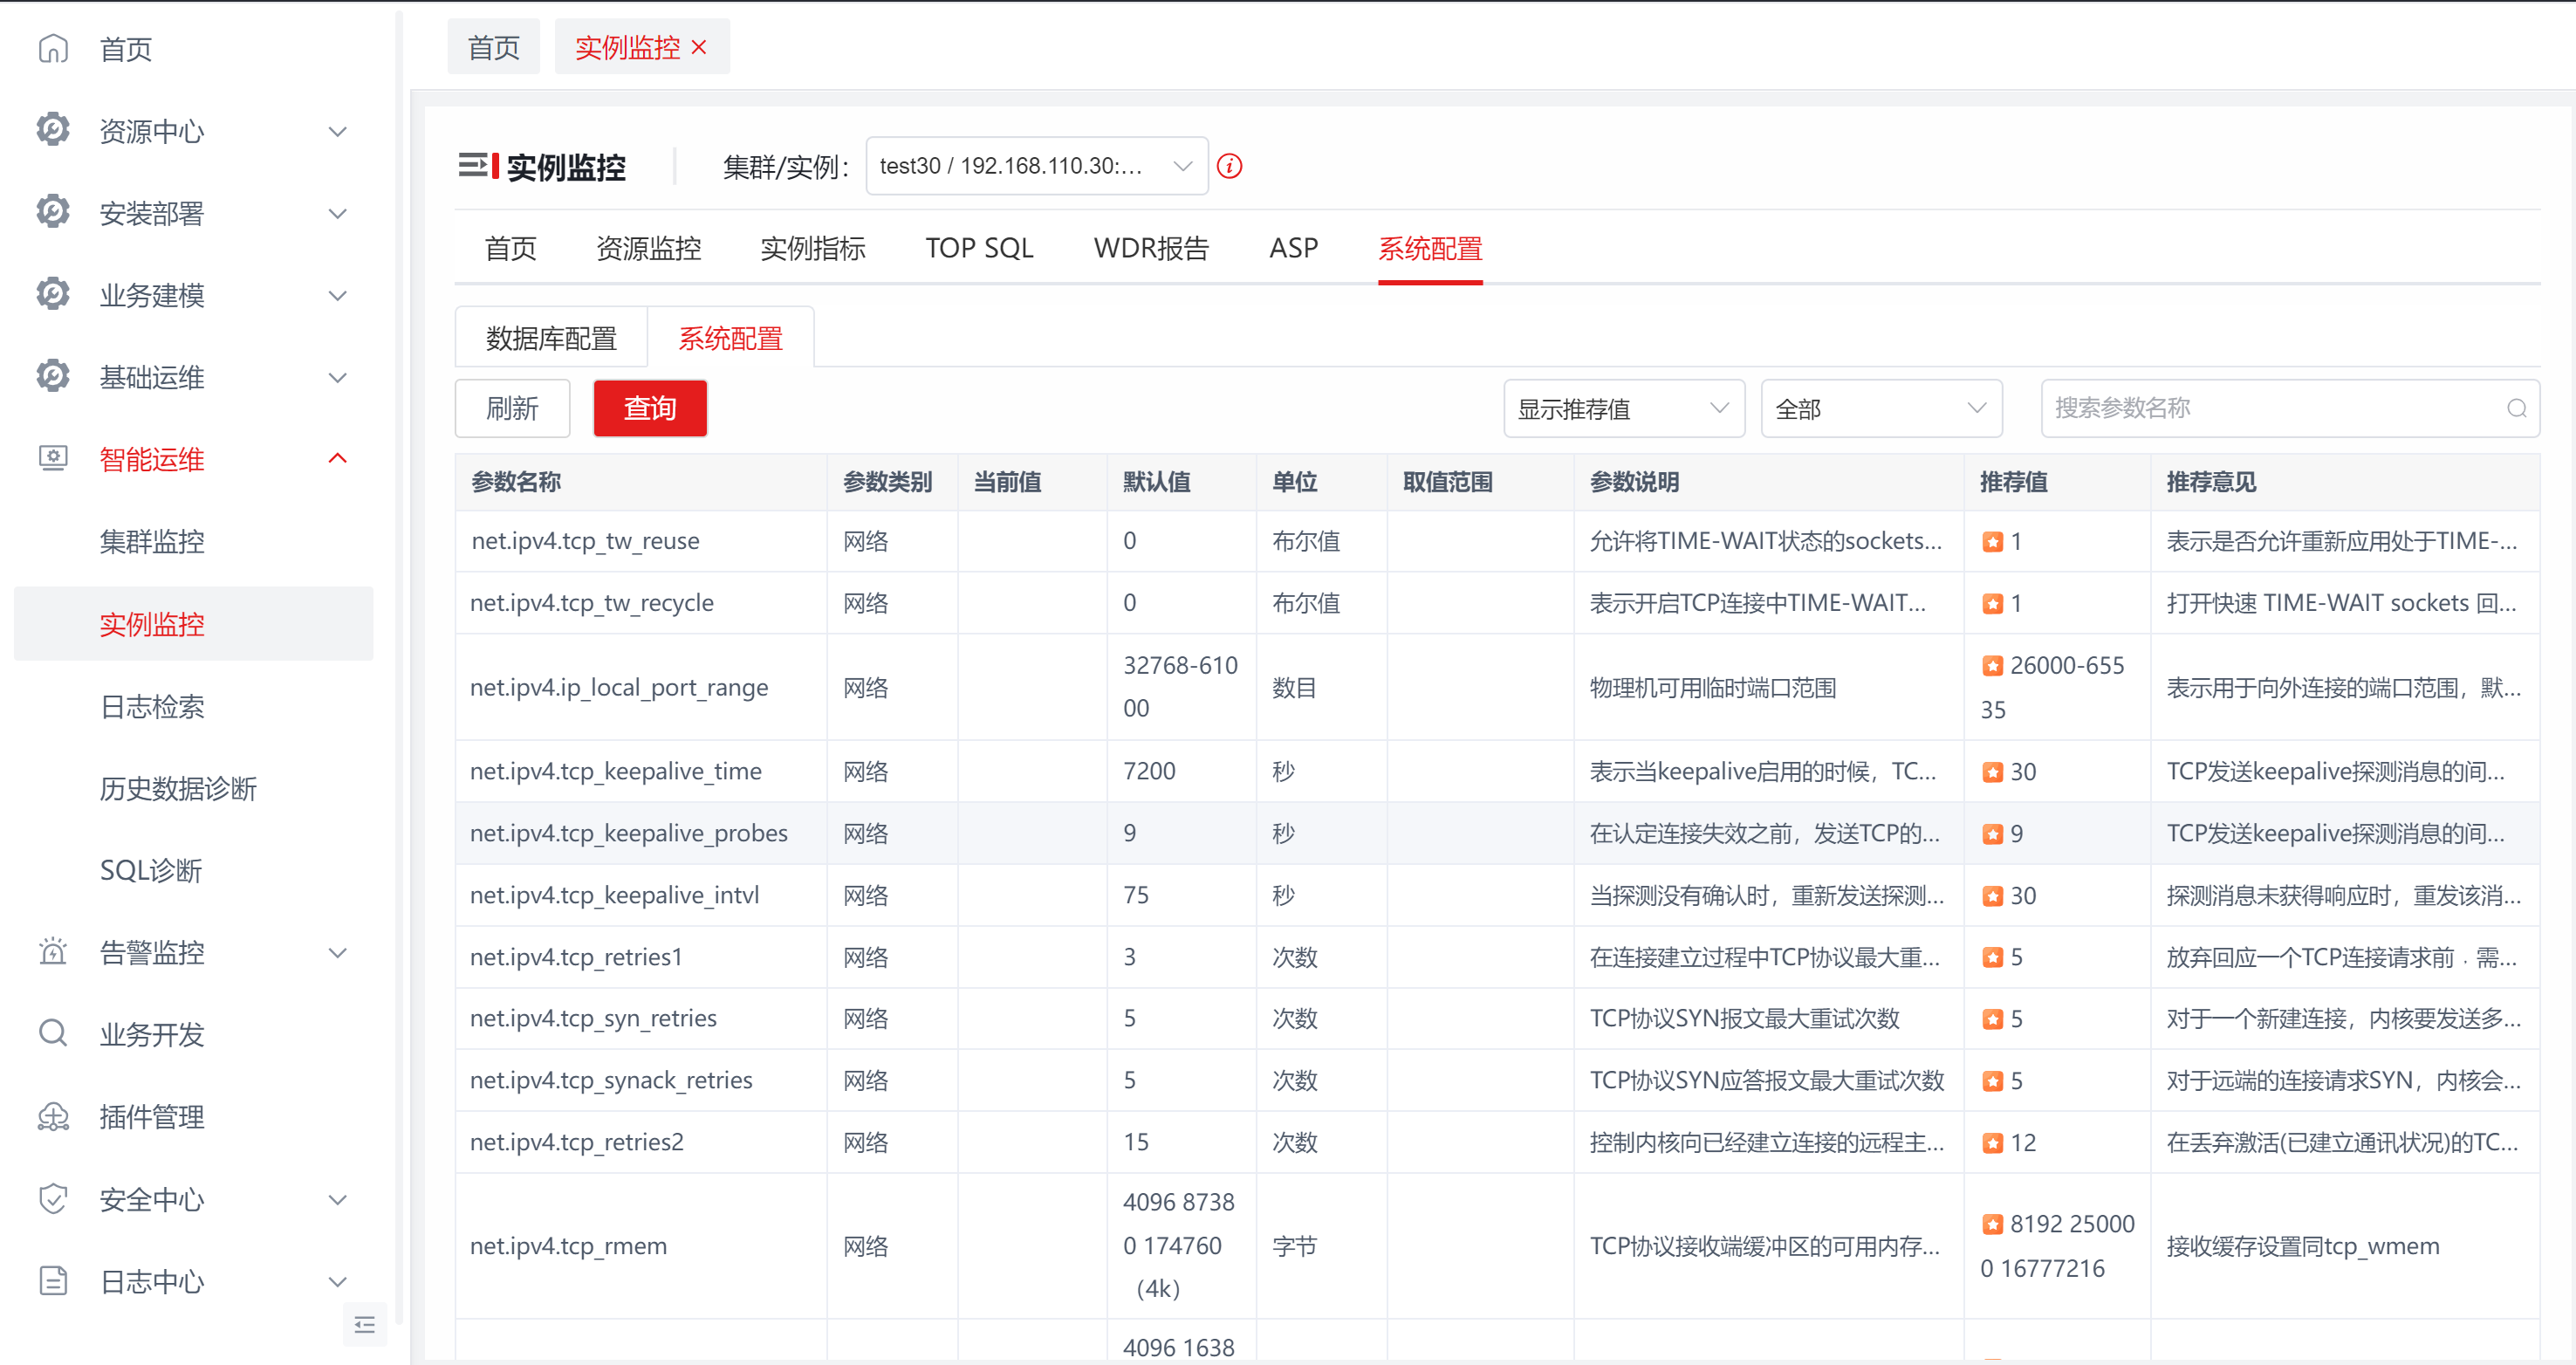 首页
资源中心
安装部署
业务建模
基础运维
智能运维
集群监控
实例监控
日志检索
历史数据诊断
SQL诊断
告警监控
业务开发
插件管理
安全中心
日志中心
首页 实例监控
实例监控 集群/实例： test30 / 192.168.110.30:...
首页 资源监控 实例指标 TOP SQL WDR报告 ASP 系统配置
数据库配置 系统配置
刷新 查询 显示推荐值 全部 搜索参数名称
参数名称 参数类别 当前值 默认值 单位 取值范围 参数说明 推荐值 推荐意见
net.ipv4.tcp_tw_reuse 网络 0 布尔值 允许将TIME-WAIT状态的sockets... 1 表示是否允许重新应用处于TIME-...
net.ipv4.tcp_tw_recycle 网络 0 布尔值 表示开启TCP连接中TIME-WAIT... 1 打开快速 TIME-WAIT sockets 回...
net.ipv4.ip_local_port_range 网络 32768-610
00 数目 物理机可用临时端口范围 26000-655
35 表示用于向外连接的端口范围，默...
net.ipv4.tcp_keepalive_time 网络 7200 秒 表示当keepalive启用的时候，TC... 30 TCP发送keepalive探测消息的间...
net.ipv4.tcp_keepalive_probes 网络 9 秒 在认定连接失效之前，发送TCP的... 9 TCP发送keepalive探测消息的间...
net.ipv4.tcp_keepalive_intvl 网络 75 秒 当探测没有确认时，重新发送探测... 30 探测消息未获得响应时，重发该消...
net.ipv4.tcp_retries1 网络 3 次数 在连接建立过程中TCP协议最大重... 5 放弃回应一个TCP连接请求前﹐需...
net.ipv4.tcp_syn_retries 网络 5 次数 TCP协议SYN报文最大重试次数 5 对于一个新建连接，内核要发送多...
net.ipv4.tcp_synack_retries 网络 5 次数 TCP协议SYN应答报文最大重试次数 5 对于远端的连接请求SYN，内核会...
net.ipv4.tcp_retries2 网络 15 次数 控制内核向已经建立连接的远程主... 12 在丢弃激活(已建立通讯状况)的TC...
net.ipv4.tcp_rmem 网络 4096 8738
0 174760
（4k） 字节 TCP协议接收端缓冲区的可用内存... 8192 25000
0 16777216 接收缓存设置同tcp_wmem
4096 1638